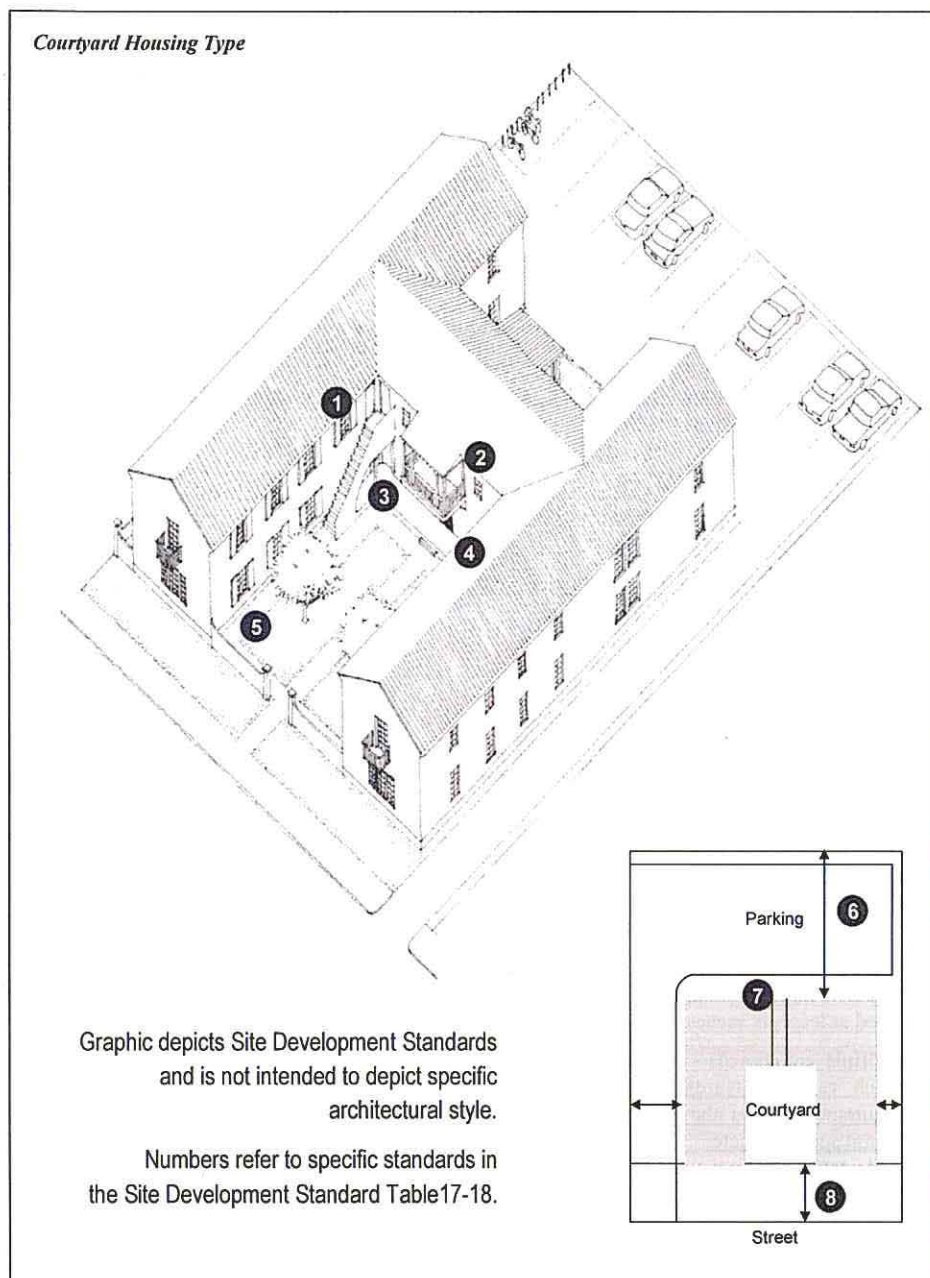 Courtyard Housing Type
1
2
3
4
5
Parking
6
7
Courtyard
8
Street
Graphic depicts Site Development Standards
and is not intended to depict specific
architectural style.
Numbers refer to specific standards in
the Site Development Standard Table17-18.